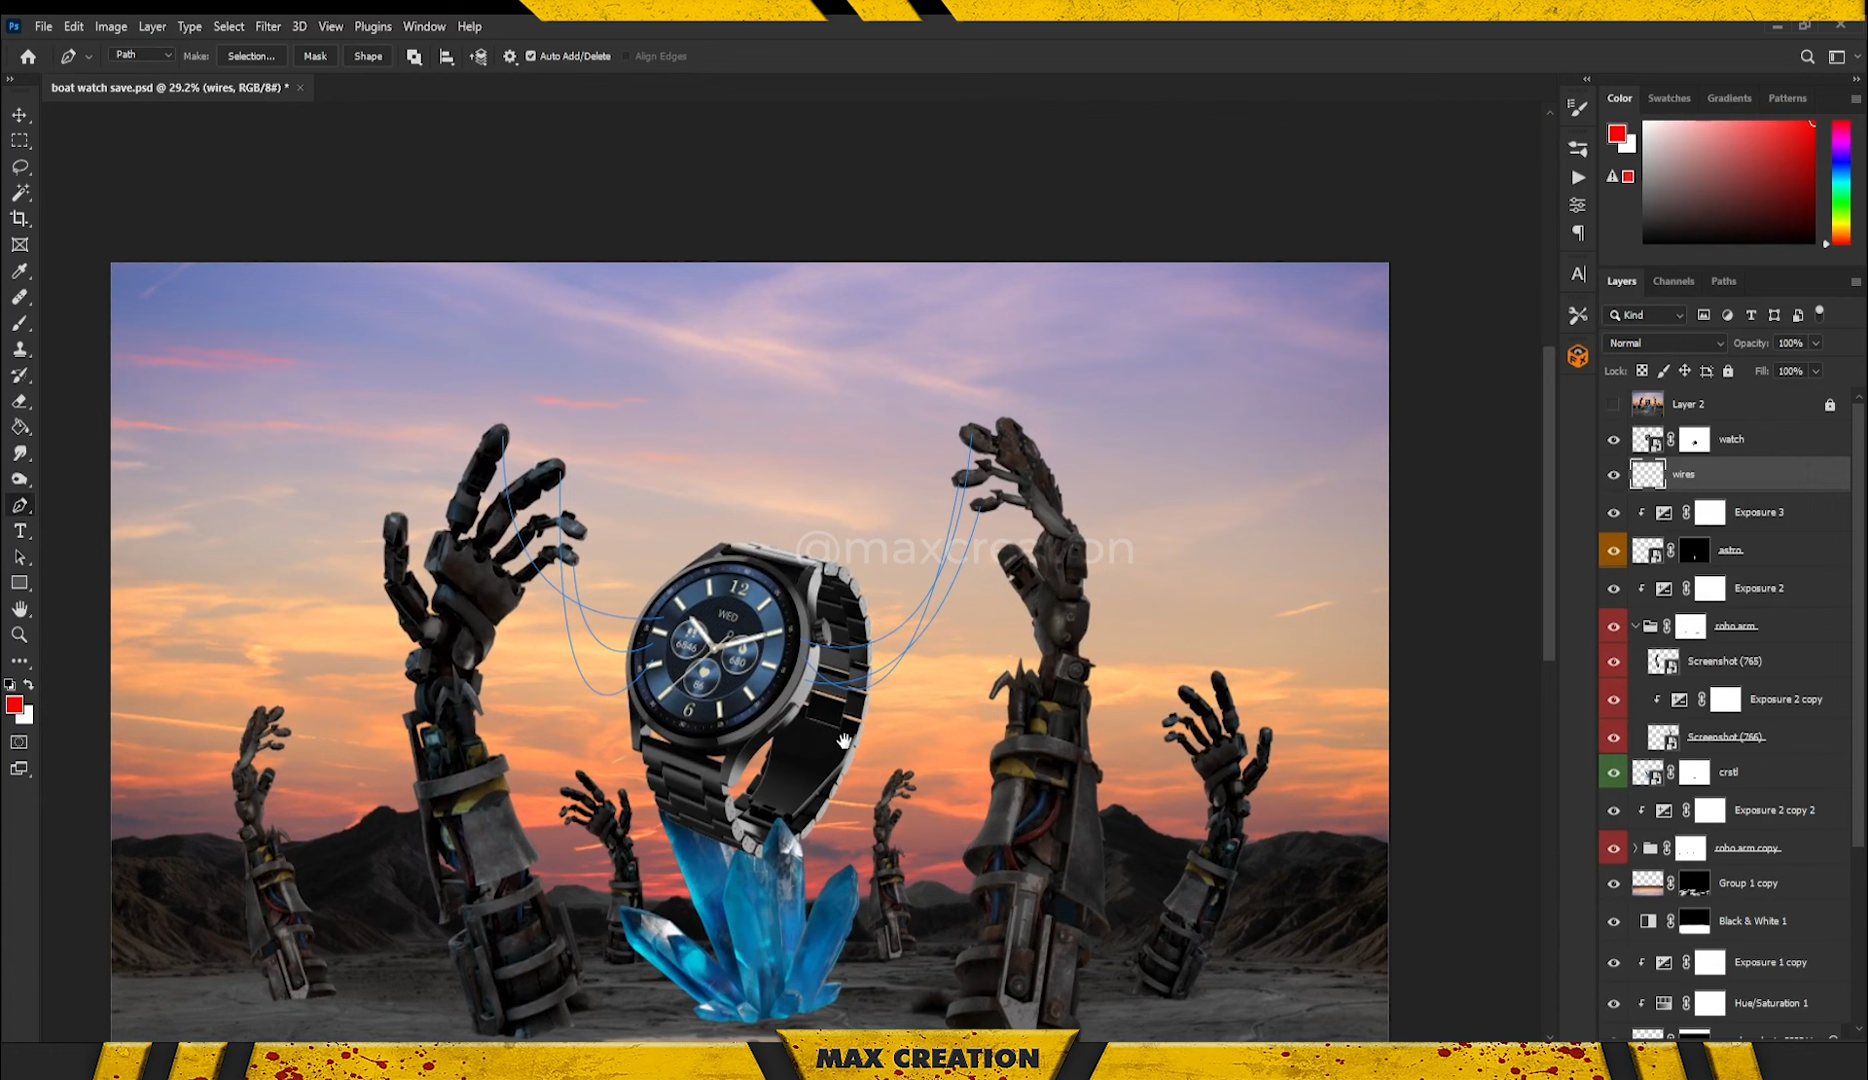 Ps File Edit Image Layer Type Select Filter 3D View Plugins Window Help
Path Make: Selection... Mask Shape Auto Add/Delete Align Edges
boat watch save.psd @ 29.2% (wires, RGB/8#) * ×
Color Swatches Gradients Patterns
Layers Channels Paths
Kind
Normal Opacity: 100%
Lock: Fill: 100%
Layer 2
watch
wires
Exposure 3
astro
Exposure 2
robo arm
Screenshot (765)
Exposure 2 copy
Screenshot (766)
crstl
Exposure 2 copy 2
robo arm copy
Group 1 copy
Black & White 1
Exposure 1 copy
Hue/Saturation 1
@maxcreation
12
WED
6846
680
86
6
MAX CREATION